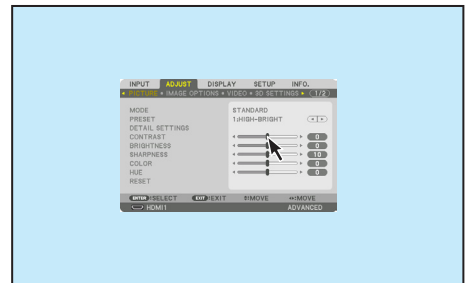 INPUT ADJUST DISPLAY SETUP INFO.
PICTURE • IMAGE OPTIONS • VIDEO • 3D SETTINGS (1/2)
MODE STANDARD
PRESET 1:HIGH-BRIGHT
DETAIL SETTINGS
CONTRAST 0
BRIGHTNESS 0
SHARPNESS 10
COLOR 0
HUE 0
RESET
ENTER :SELECT EXIT :EXIT ↕:MOVE ↔:MOVE
HDMI1 ADVANCED